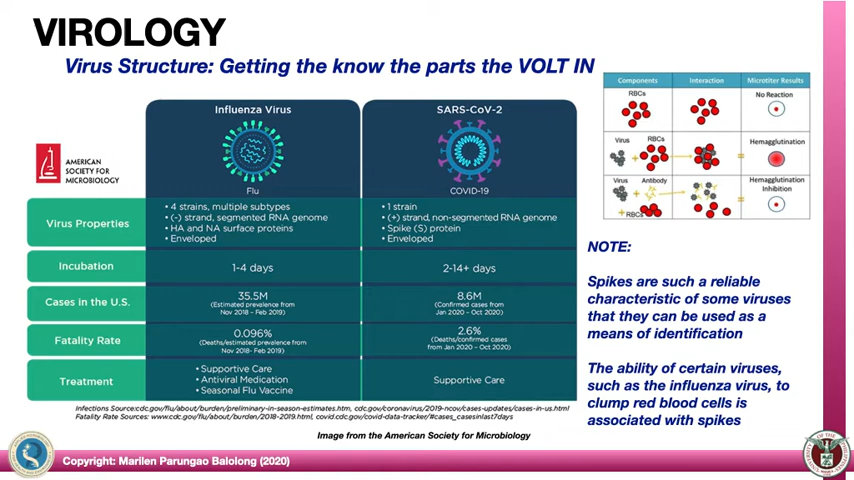 VIROLOGY
Virus Structure: Getting the know the parts the VOLT IN
AMERICAN
SOCIETY FOR
MICROBIOLOGY
Influenza Virus
SARS-CoV-2
Flu
COVID-19
Virus Properties
• 4 strains, multiple subtypes
• (-) strand, segmented RNA genome
• HA and NA surface proteins
• Enveloped
• 1 strain
• (+) strand, non-segmented RNA genome
• Spike (S) protein
• Enveloped
Incubation
1-4 days
2-14+ days
Cases in the U.S.
35.5M
(Estimated prevalence from
Nov 2018 - Feb 2019)
8.6M
(Confirmed cases from
Jan 2020 - Oct 2020)
Fatality Rate
0.096%
(Deaths/estimated prevalence from
Nov 2018- Feb 2019)
2.6%
(Deaths/confirmed cases
from Jan 2020 - Oct 2020)
Treatment
• Supportive Care
• Antiviral Medication
• Seasonal Flu Vaccine
Supportive Care
Infections Source:cdc.gov/flu/about/burden/preliminary-in-season-estimates.htm, cdc.gov/coronavirus/2019-ncov/cases-updates/cases-in-us.html
Fatality Rate Sources: www.cdc.gov/flu/about/burden/2018-2019.html, covid.cdc.gov/covid-data-tracker/#cases_casesinlast7days
Image from the American Society for Microbiology
Components
Interaction
Microtiter Results
RBCs
No Reaction
Virus
RBCs
Hemagglutination
Virus
Antibody
RBCs
Hemagglutination
Inhibition
NOTE:
Spikes are such a reliable
characteristic of some viruses
that they can be used as a
means of identification
The ability of certain viruses,
such as the influenza virus, to
clump red blood cells is
associated with spikes
Copyright: Marilen Parungao Balolong (2020)